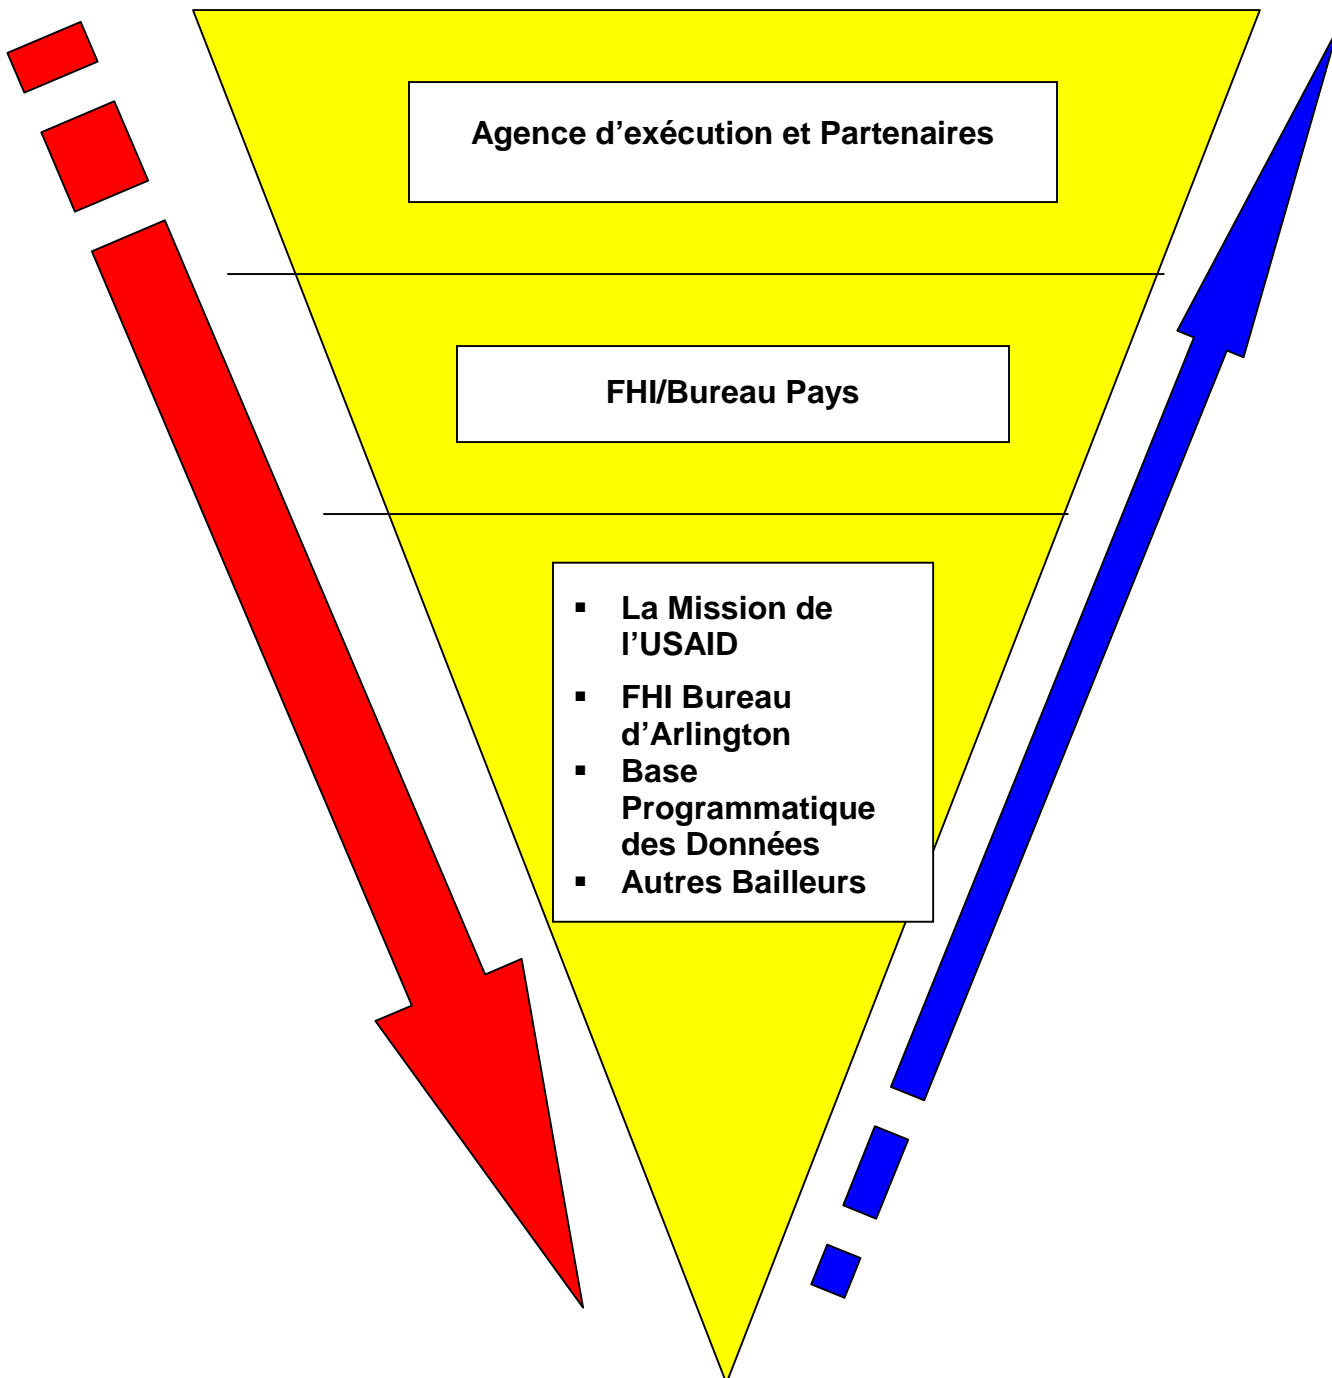 Agence d’exécution et Partenaires
FHI/Bureau Pays
▪ La Mission de
l’USAID
▪ FHI Bureau
d’Arlington
▪ Base
Programmatique
des Données
▪ Autres Bailleurs